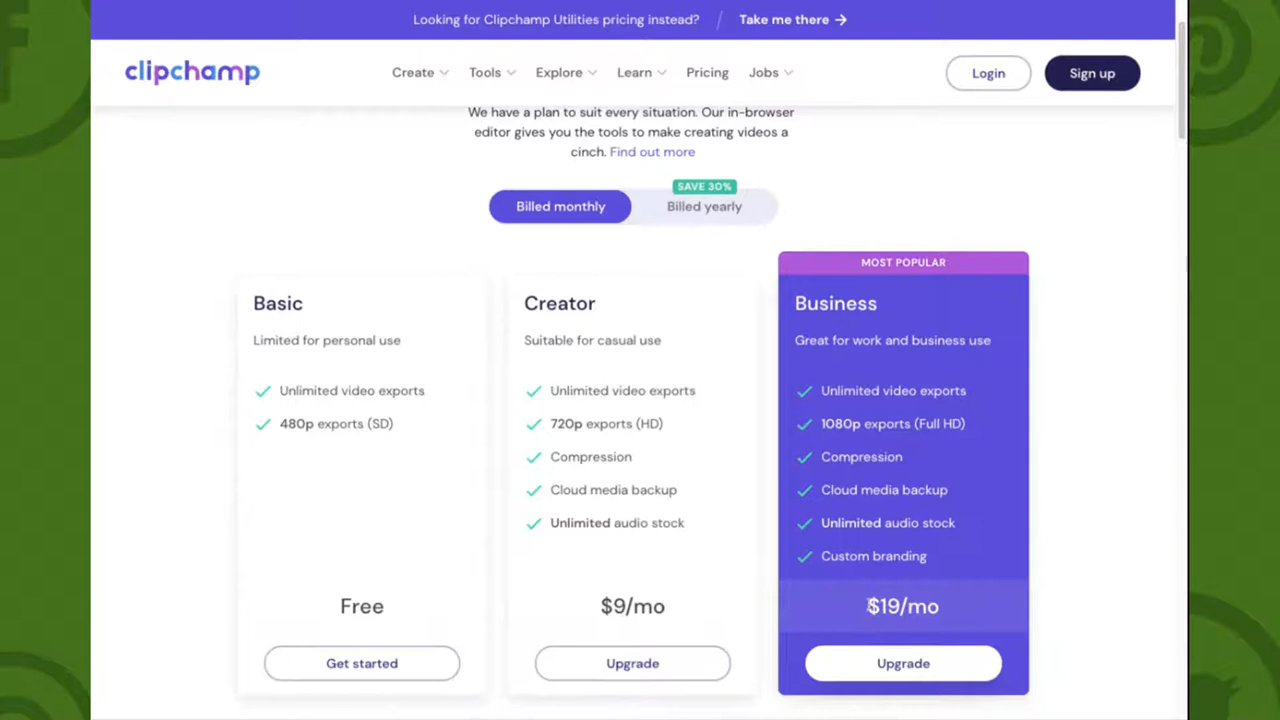 Looking for Clipchamp Utilities pricing instead? Take me there →
clipchamp Create Tools Explore Learn Pricing Jobs Login Sign up
We have a plan to suit every situation. Our in-browser
editor gives you the tools to make creating videos a
cinch. Find out more
SAVE 30%
Billed monthly Billed yearly
Basic
Limited for personal use
Unlimited video exports
480p exports (SD)
Free
Get started
Creator
Suitable for casual use
Unlimited video exports
720p exports (HD)
Compression
Cloud media backup
Unlimited audio stock
$9/mo
Upgrade
MOST POPULAR
Business
Great for work and business use
Unlimited video exports
1080p exports (Full HD)
Compression
Cloud media backup
Unlimited audio stock
Custom branding
$19/mo
Upgrade